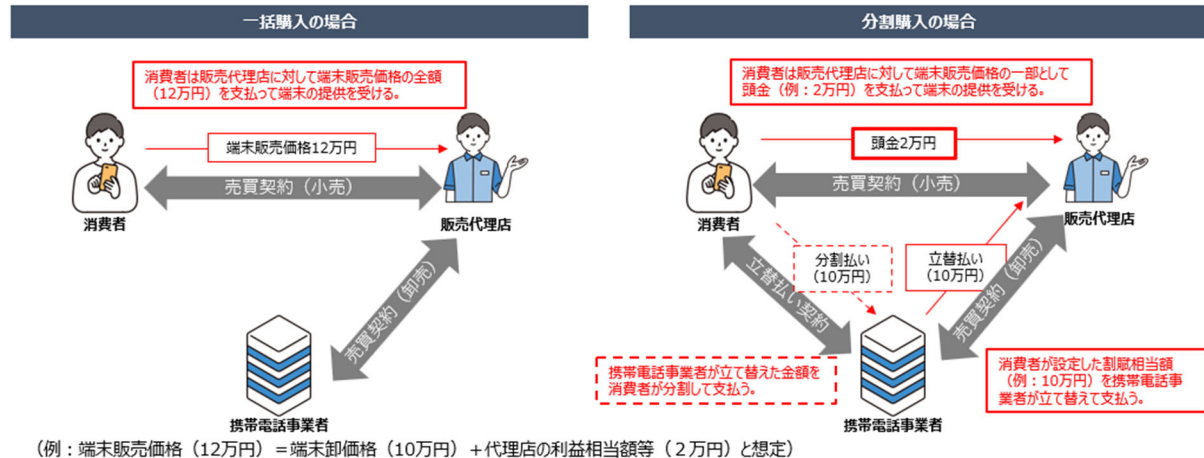 一括購入の場合
消費者は販売代理店に対して端末販売価格の全額
（12万円）を支払って端末の提供を受ける。
端末販売価格12万円
売買契約（小売）
消費者
販売代理店
売買契約（卸売）
携帯電話事業者
分割購入の場合
消費者は販売代理店に対して端末販売価格の一部として
頭金（例：2万円）を支払って端末の提供を受ける。
頭金2万円
売買契約（小売）
消費者
販売代理店
分割払い
（10万円）
立替払い
（10万円）
立替払い契約
売買契約（卸売）
携帯電話事業者が立て替えた金額を
消費者が分割して支払う。
消費者が設定した割賦相当額
（例：10万円）を携帯電話事
業者が立て替えて支払う。
携帯電話事業者
（例：端末販売価格（12万円）＝端末卸価格（10万円）＋代理店の利益相当額等（２万円）と想定）